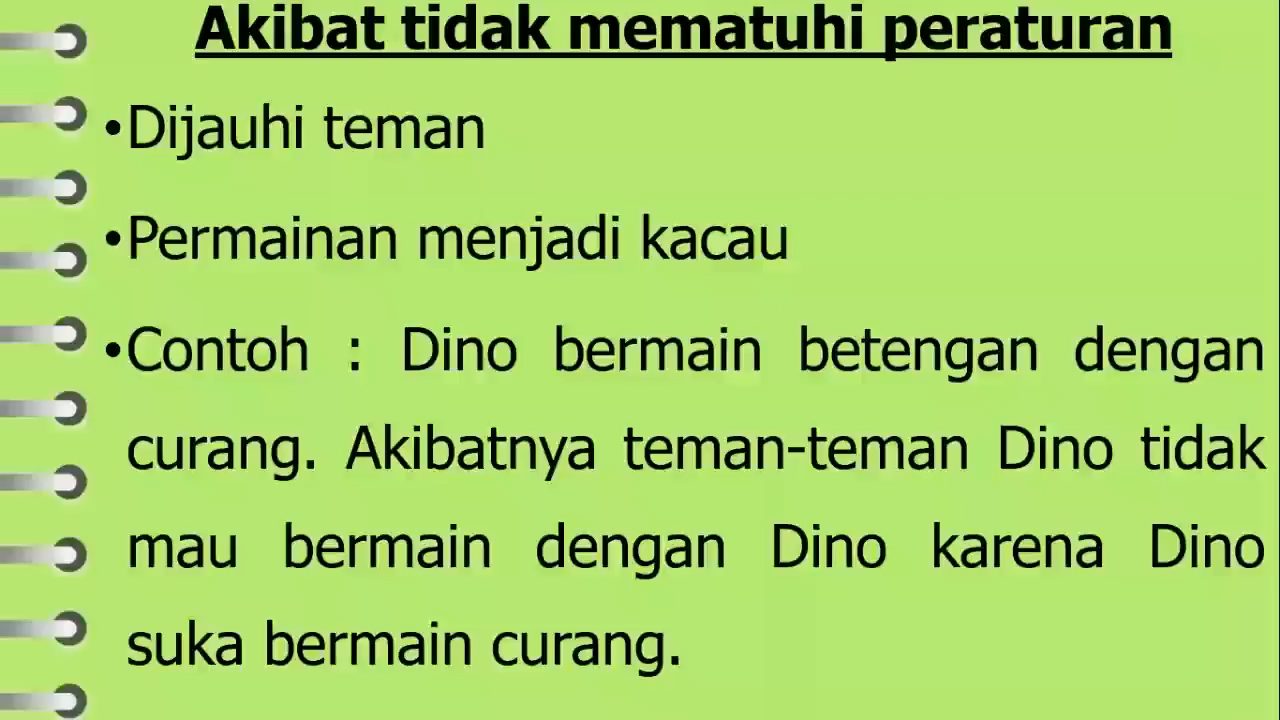 Akibat tidak mematuhi peraturan
•Dijauhi teman
•Permainan menjadi kacau
•Contoh : Dino bermain betengan dengan
curang. Akibatnya teman-teman Dino tidak
mau bermain dengan Dino karena Dino
suka bermain curang.